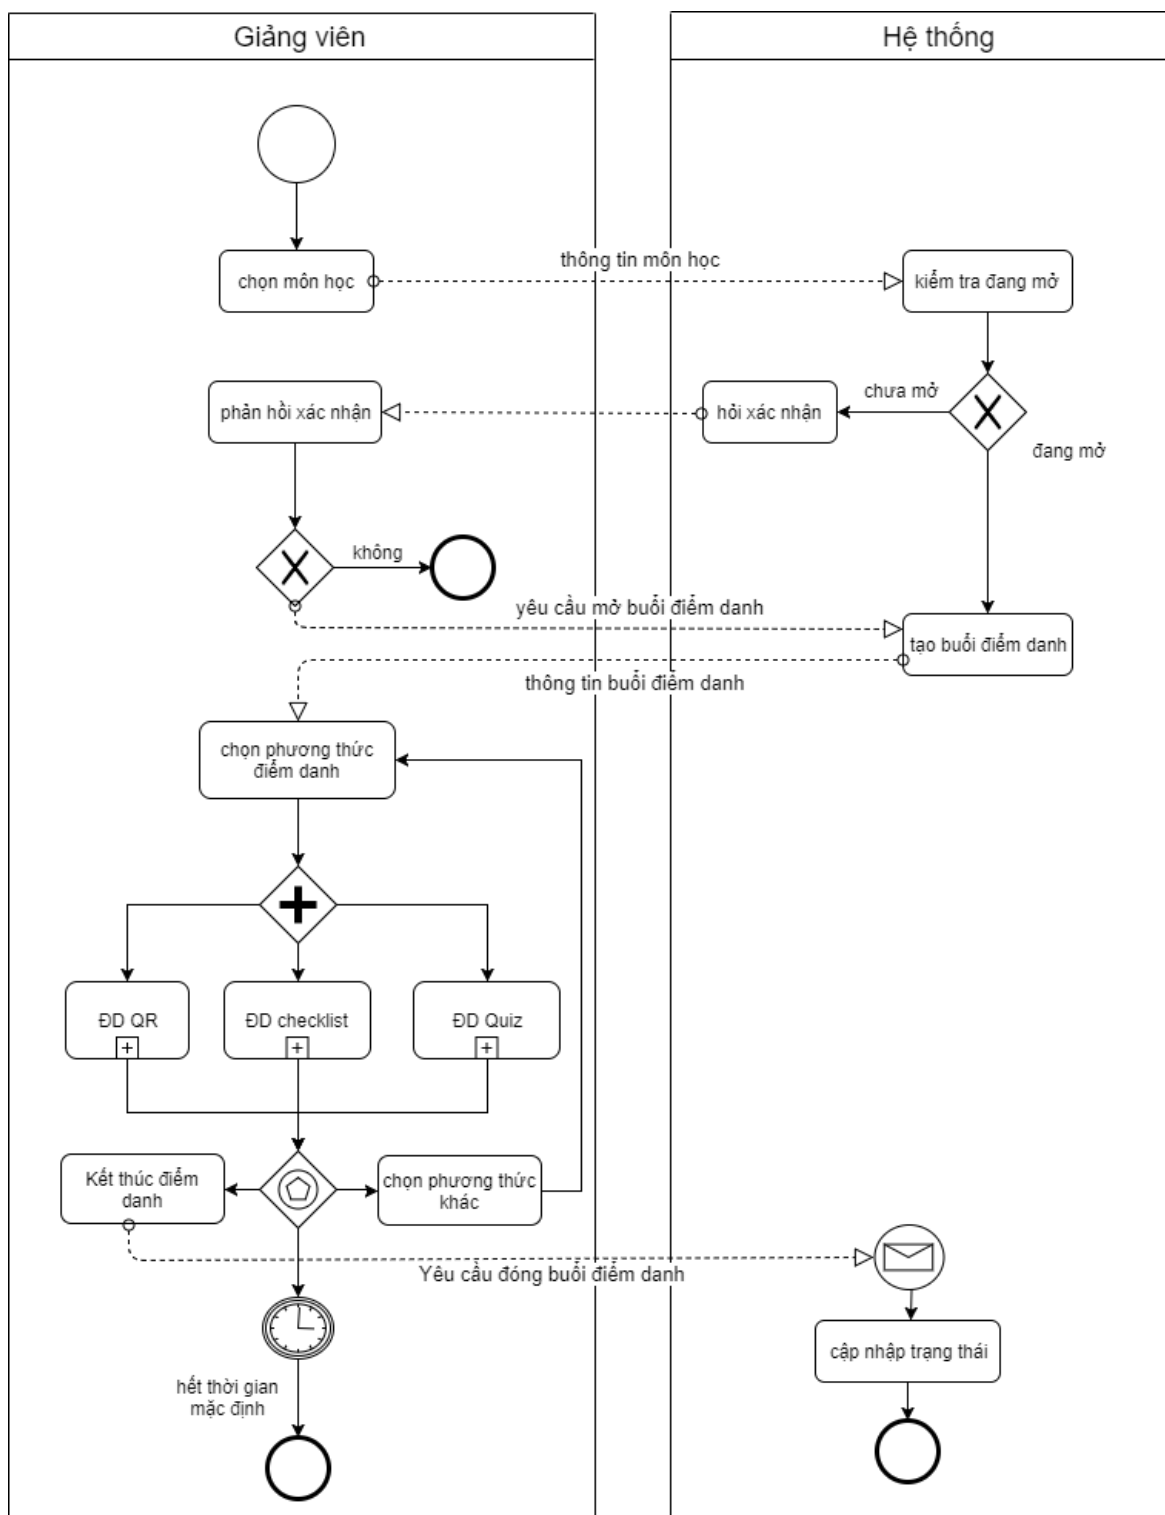 Giảng viên
Hệ thống
thông tin môn học
chọn môn học
kiểm tra đang mở
chưa mở
phản hồi xác nhận
hỏi xác nhận
đang mở
không
yêu cầu mở buổi điểm danh
tạo buổi điểm danh
thông tin buổi điểm danh
chọn phương thức
điểm danh
ĐD QR
ĐD checklist
ĐD Quiz
Kết thúc điểm
danh
chọn phương thức
khác
Yêu cầu đóng buổi điểm danh
cập nhập trạng thái
hết thời gian
mặc định